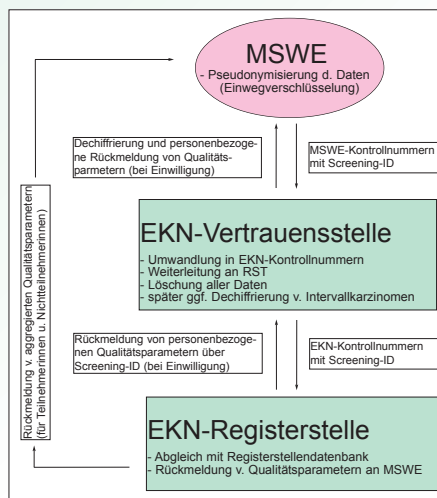 MSWE
- Pseudonymisierung d. Daten
(Einwegverschlüsselung)
Dechiffrierung und personenbezoge-
ne Rückmeldung von Qualitäts-
parmetern (bei Einwilligung)
MSWE-Kontrollnummern
mit Screening-ID
EKN-Vertrauensstelle
- Umwandlung in EKN-Kontrollnummern
- Weiterleitung an RST
- Löschung aller Daten
- später ggf. Dechiffrierung v. Intervallkarzinomen
Rückmeldung v. aggregierten Qualitätsparametern
(für Teilnehmerinnen u. Nichtteilnehmerinnen)
Rückmeldung von personenbezoge-
nen Qualitätsparametern über
Screening-ID (bei Einwilligung)
EKN-Kontrollnummern
mit Screening-ID
EKN-Registerstelle
- Abgleich mit Registerstellendatenbank
- Rückmeldung v. Qualitätsparametern an MSWE